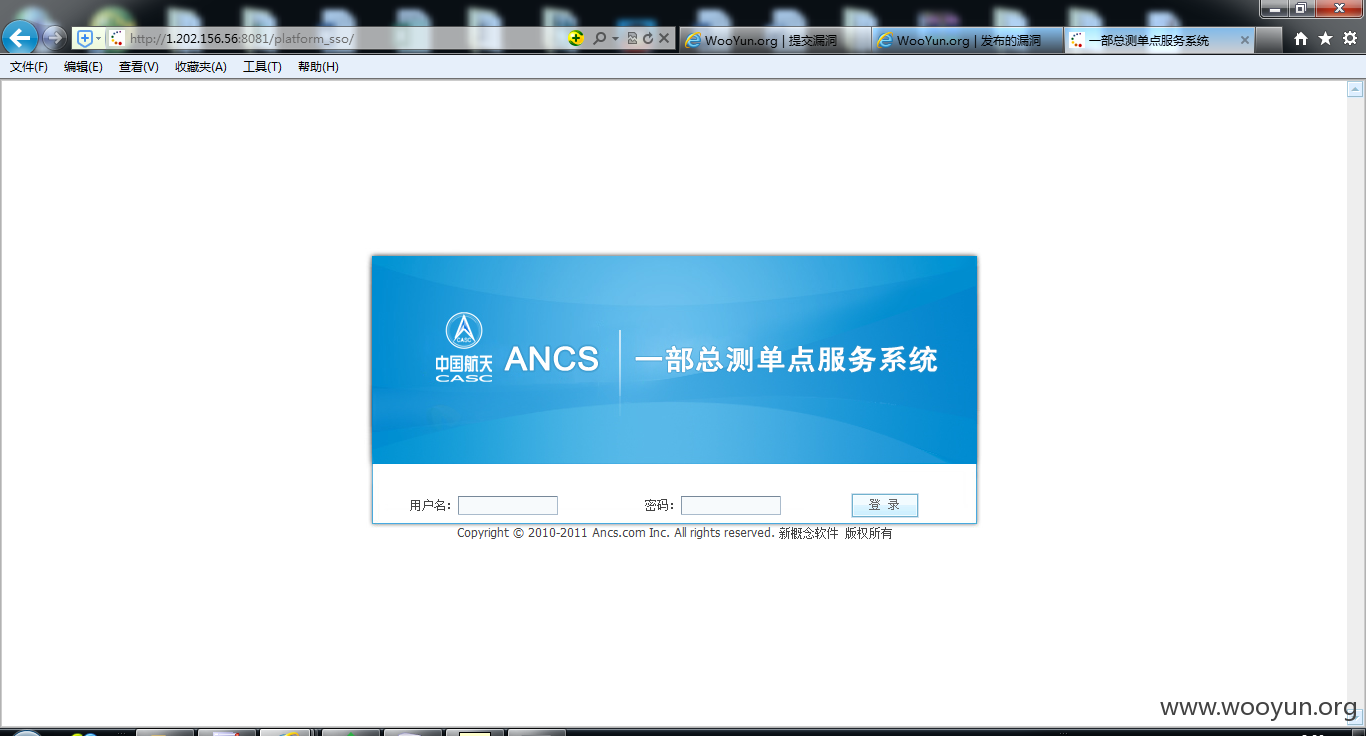 http://1.202.156.56:8081/platform_sso/
WooYun.org | 提交漏洞
WooYun.org | 发布的漏洞
一部总测单点服务系统
文件(F) 编辑(E) 查看(V) 收藏夹(A) 工具(T) 帮助(H)
CASC
中国航天
CASC
ANCS
一部总测单点服务系统
用户名: 密码: 登 录
Copyright © 2010-2011 Ancs.com Inc. All rights reserved. 新概念软件 版权所有
www.wooyun.org